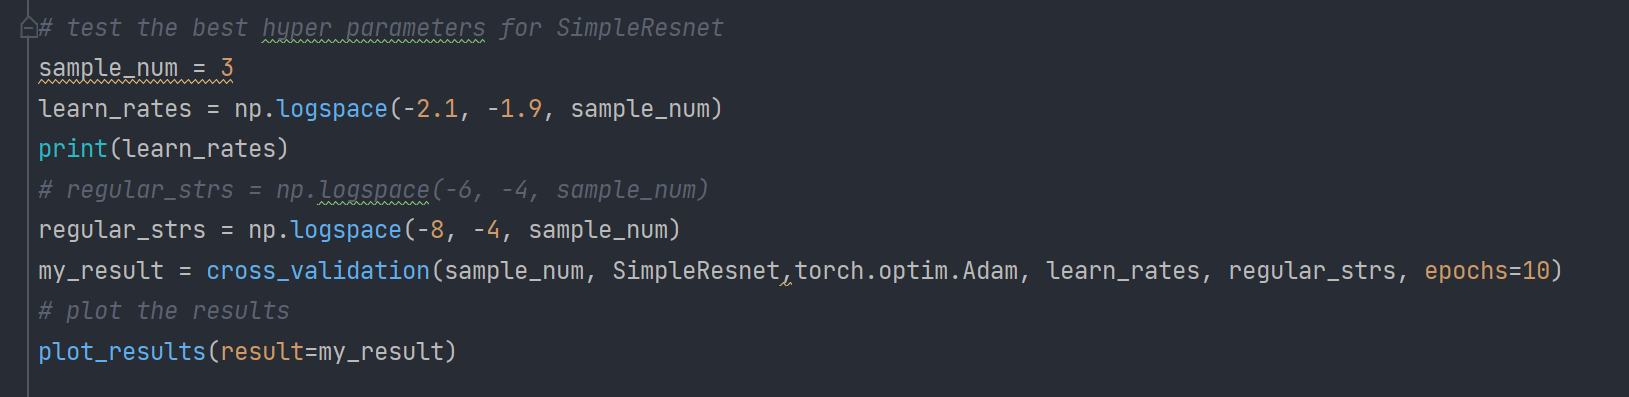 # test the best hyper parameters for SimpleResnet
sample_num = 3
learn_rates = np.logspace(-2.1, -1.9, sample_num)
print(learn_rates)
# regular_strs = np.logspace(-6, -4, sample_num)
regular_strs = np.logspace(-8, -4, sample_num)
my_result = cross_validation(sample_num, SimpleResnet,torch.optim.Adam, learn_rates, regular_strs, epochs=10)
# plot the results
plot_results(result=my_result)